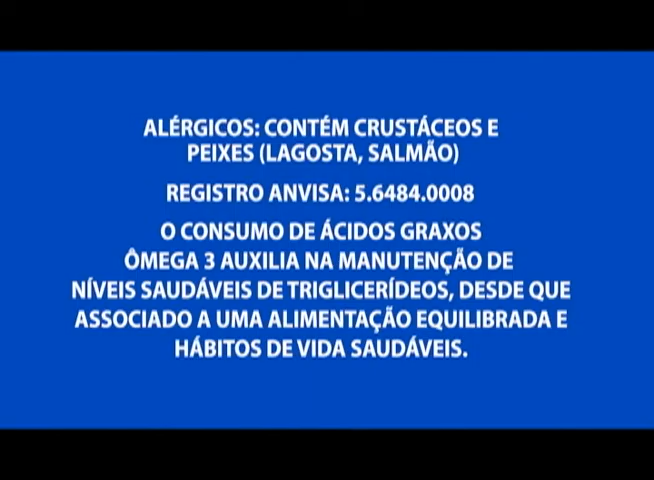 ALÉRGICOS: CONTÉM CRUSTÁCEOS E
PEIXES (LAGOSTA, SALMÃO)
REGISTRO ANVISA: 5.6484.0008
O CONSUMO DE ÁCIDOS GRAXOS
ÔMEGA 3 AUXILIA NA MANUTENÇÃO DE
NÍVEIS SAUDÁVEIS DE TRIGLICERÍDEOS, DESDE QUE
ASSOCIADO A UMA ALIMENTAÇÃO EQUILIBRADA E
HÁBITOS DE VIDA SAUDÁVEIS.